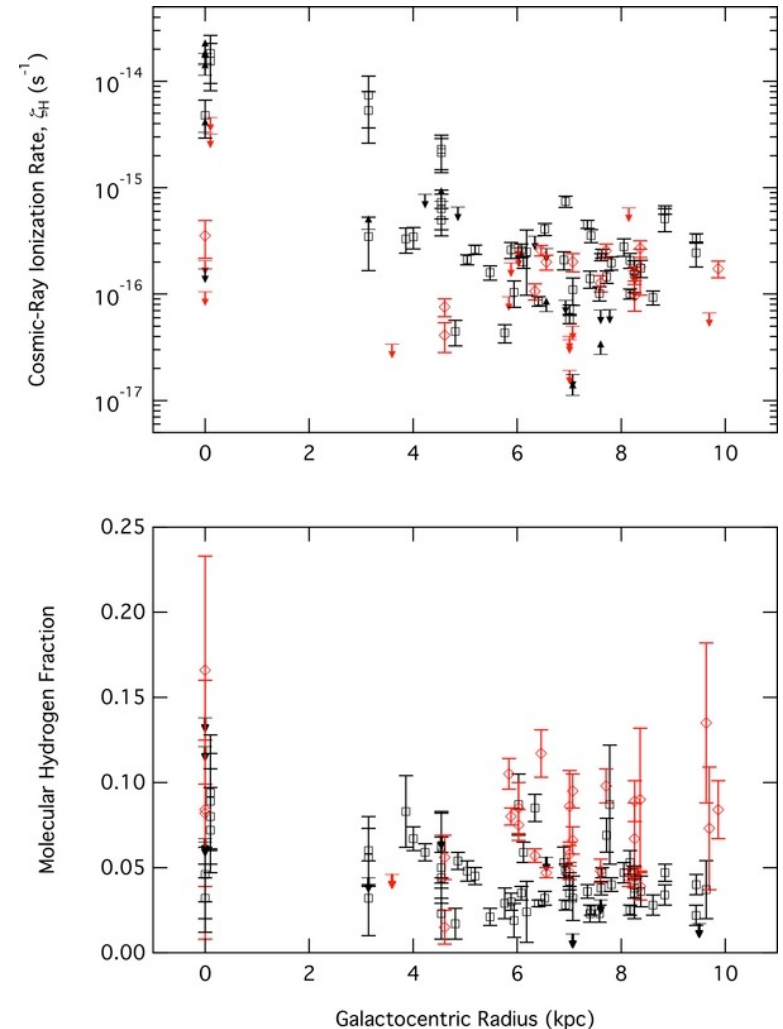 Cosmic-Ray Ionization Rate, ζH (s⁻¹)
10⁻¹⁴
10⁻¹⁵
10⁻¹⁶
10⁻¹⁷
0 2 4 6 8 10
Molecular Hydrogen Fraction
0.25
0.20
0.15
0.10
0.05
0.00
0 2 4 6 8 10
Galactocentric Radius (kpc)